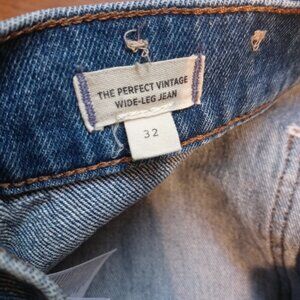 THE PERFECT VINTAGE
WIDE-LEG JEAN
32